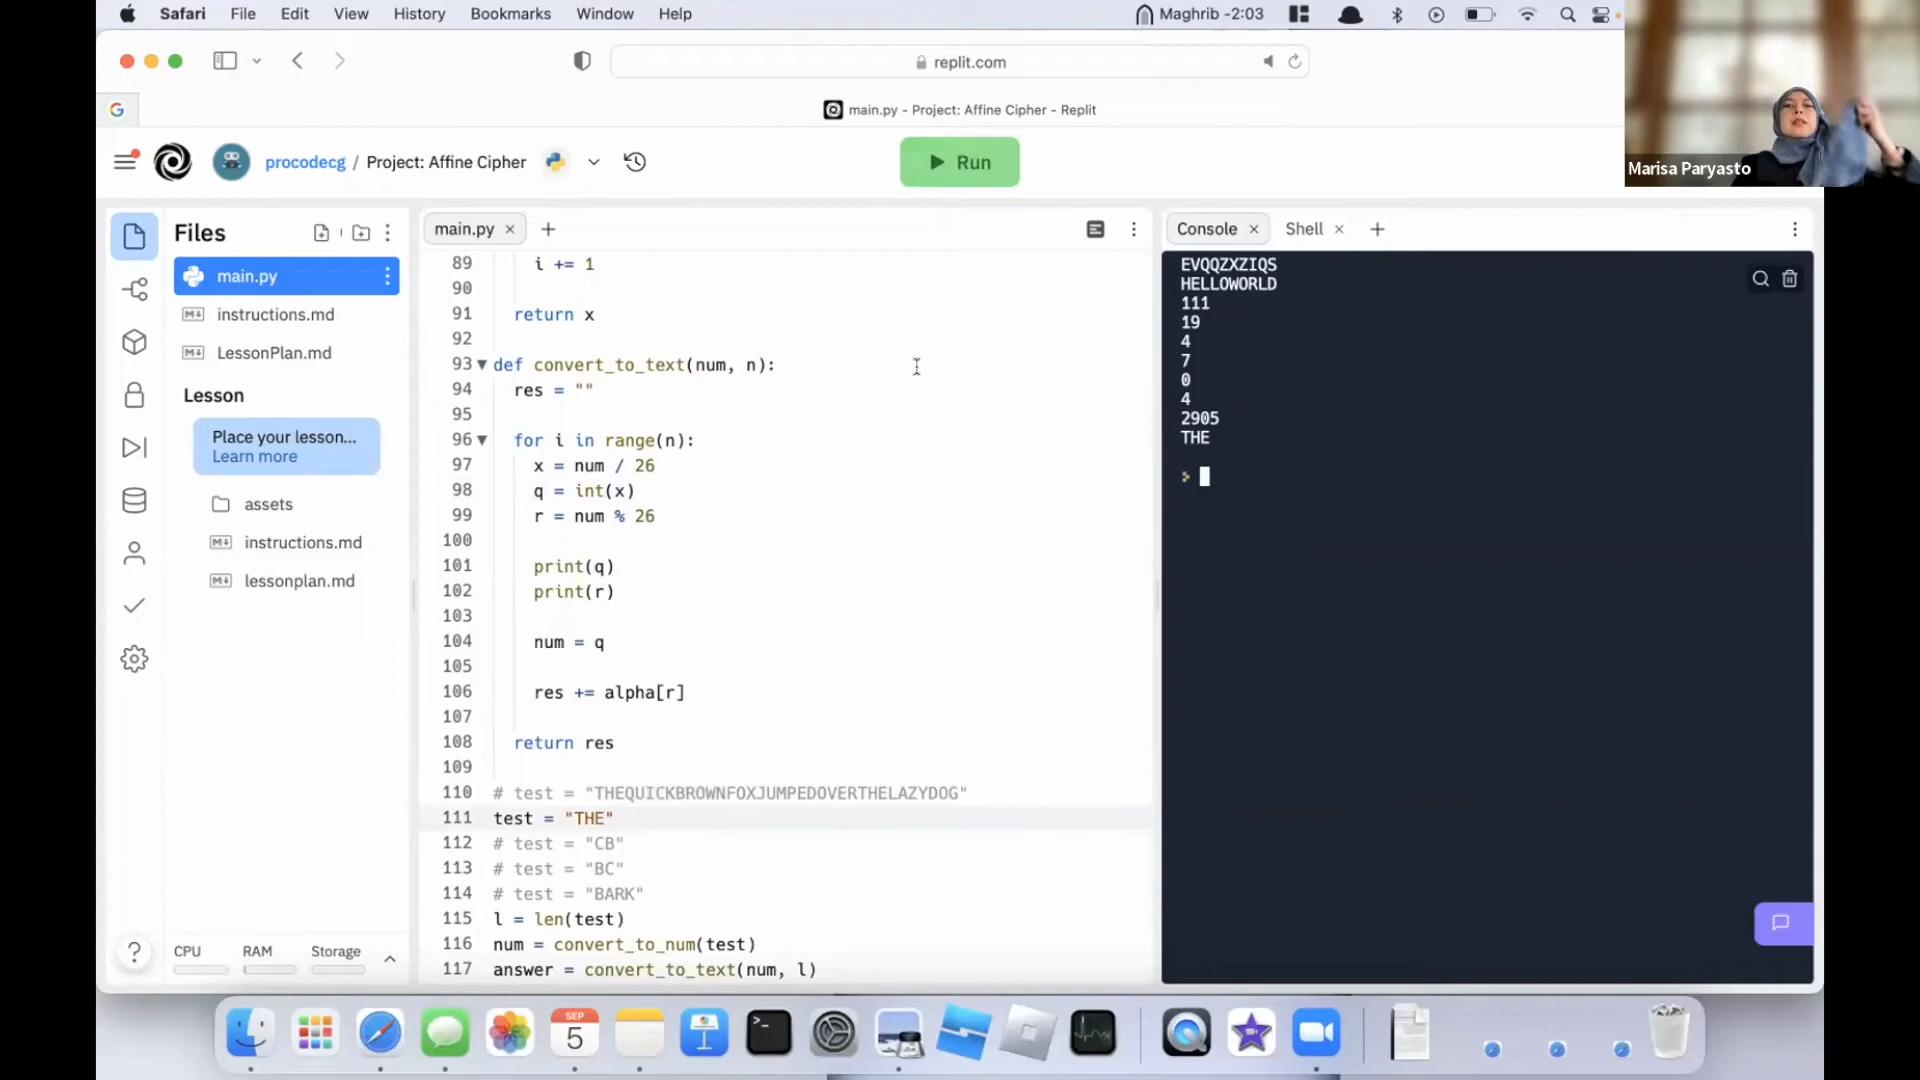 Safari File Edit View History Bookmarks Window Help Maghrib -2:03
replit.com
main.py - Project: Affine Cipher - Replit
procodecg / Project: Affine Cipher
Run
Marisa Paryasto
Files
main.py
instructions.md
LessonPlan.md
Lesson
Place your lesson...
Learn more
assets
instructions.md
lessonplan.md
CPU RAM Storage
main.py
89 i += 1
90
91 return x
92
93 def convert_to_text(num, n):
94 res = ""
95
96 for i in range(n):
97 x = num / 26
98 q = int(x)
99 r = num % 26
100
101 print(q)
102 print(r)
103
104 num = q
105
106 res += alpha[r]
107
108 return res
109
110 # test = "THEQUICKBROWNFOXJUMPEDOVERTHELAZYDOG"
111 test = "THE"
112 # test = "CB"
113 # test = "BC"
114 # test = "BARK"
115 l = len(test)
116 num = convert_to_num(test)
117 answer = convert_to_text(num, l)
Console Shell
EVQQZXZIQS
HELLOWORLD
111
19
4
7
0
4
2905
THE
SEP
5